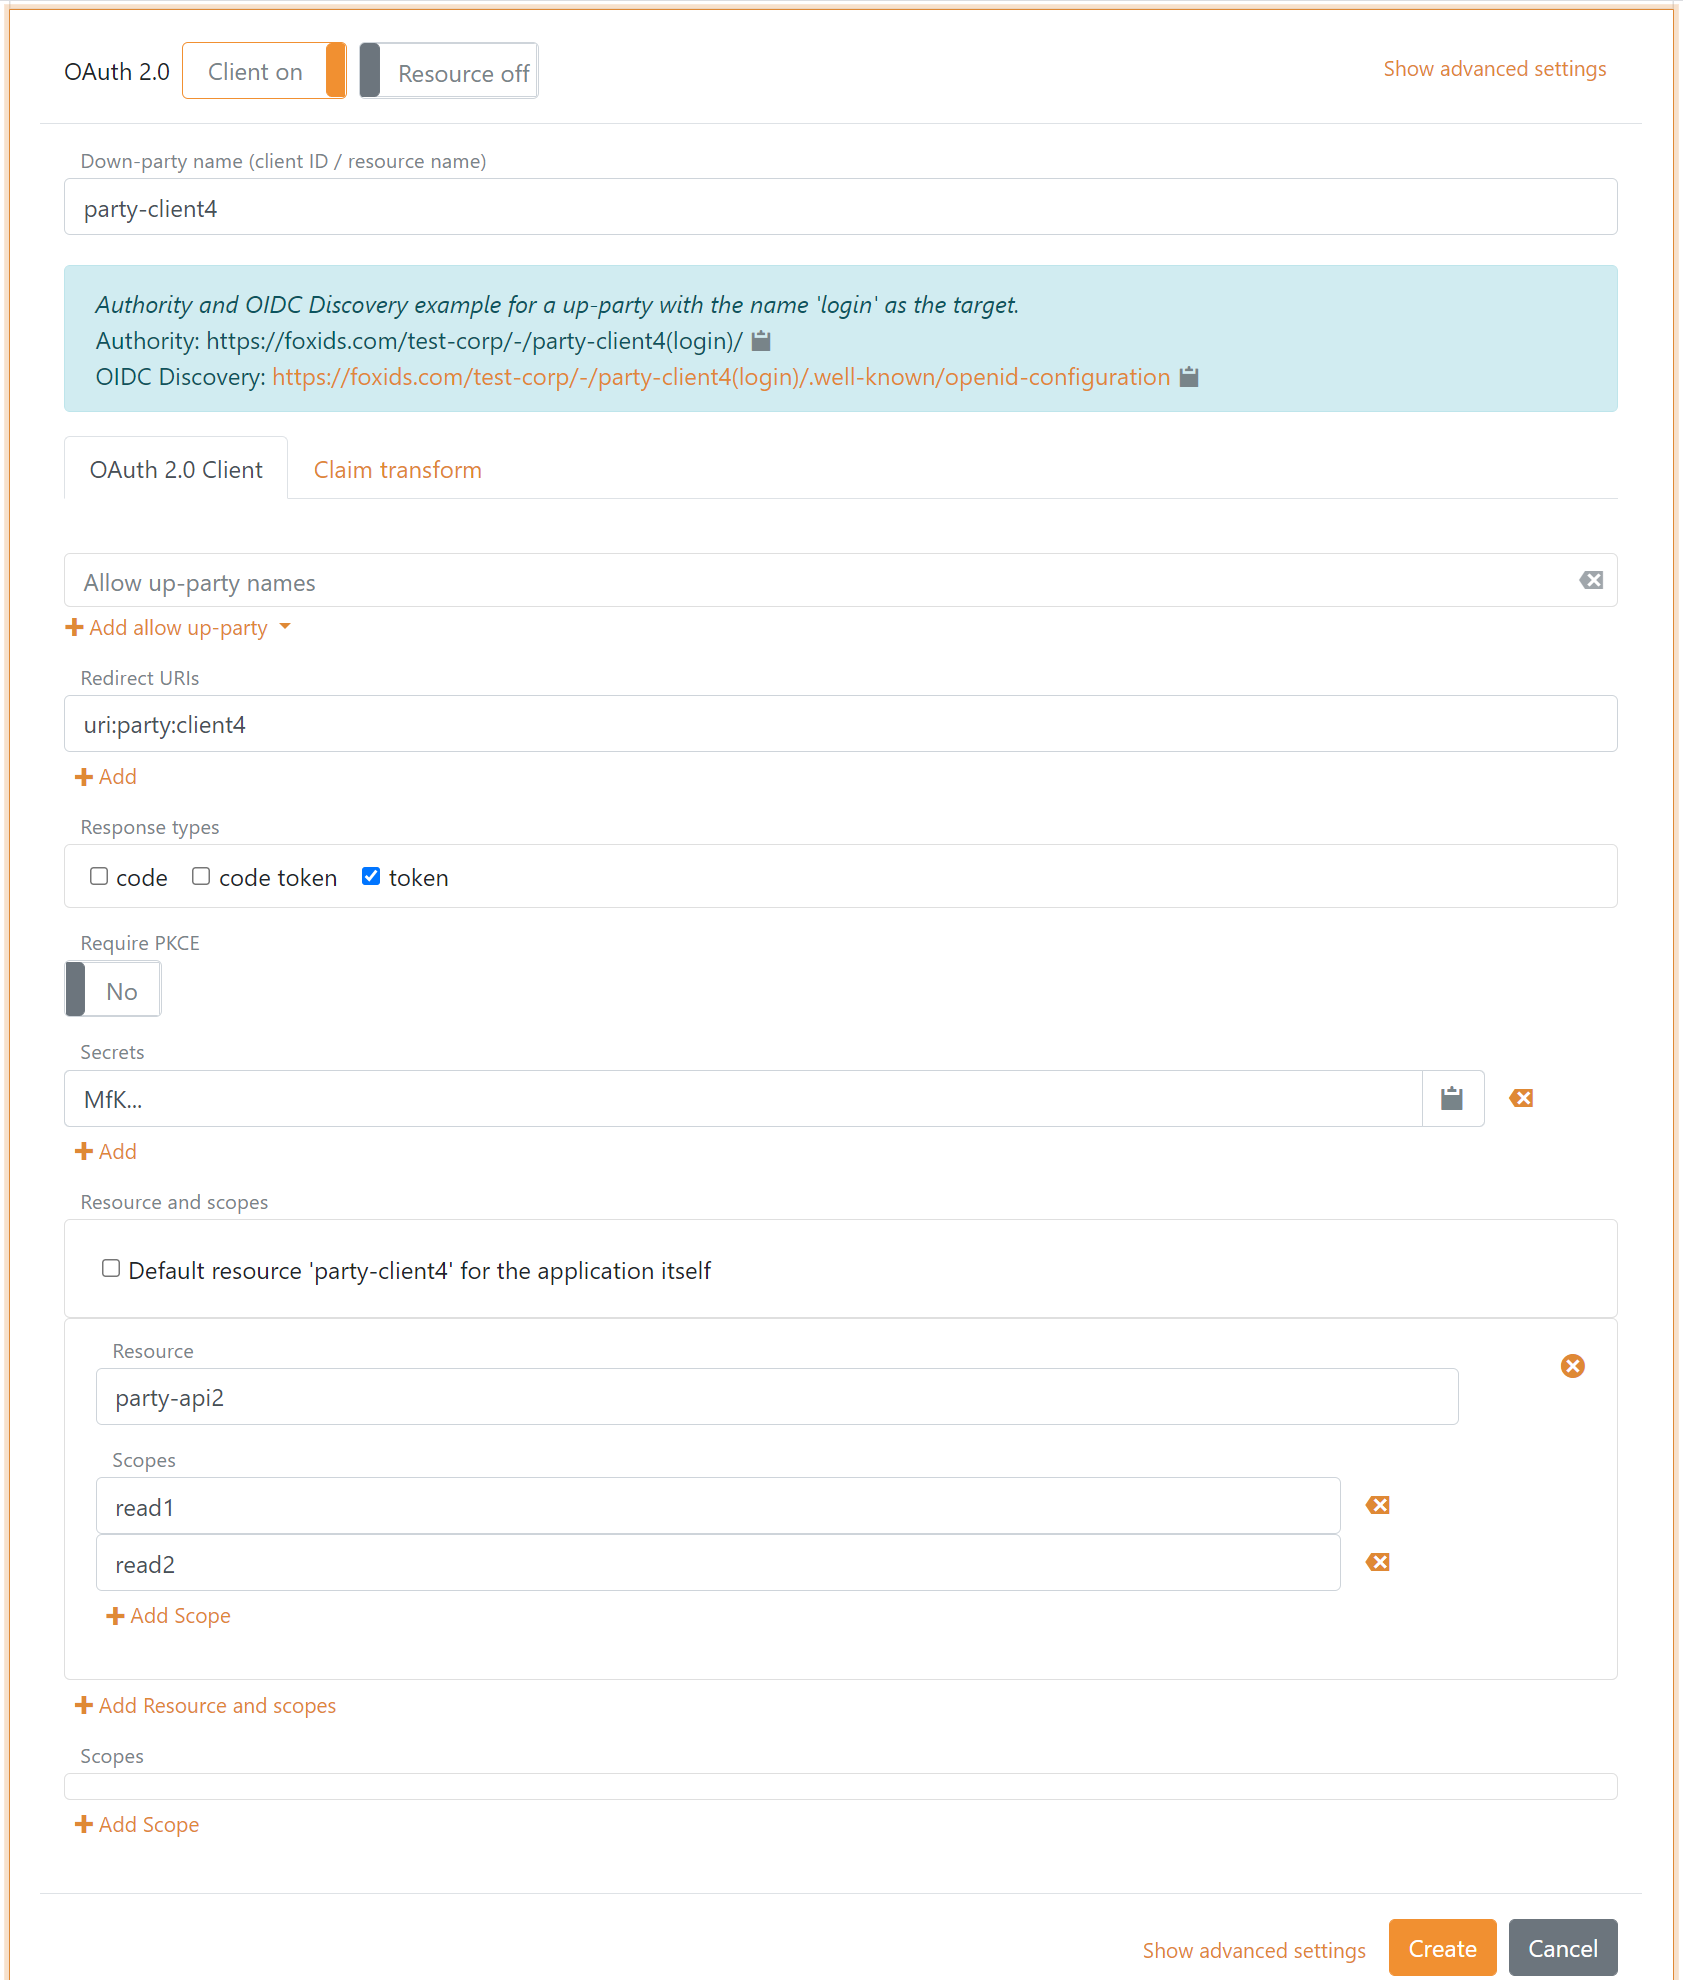 OAuth 2.0 Client on Resource off Show advanced settings
Down-party name (client ID / resource name)
party-client4
Authority and OIDC Discovery example for a up-party with the name 'login' as the target.
Authority: https://foxids.com/test-corp/-/party-client4(login)/
OIDC Discovery: https://foxids.com/test-corp/-/party-client4(login)/.well-known/openid-configuration
OAuth 2.0 Client Claim transform
Allow up-party names
Add allow up-party
Redirect URIs
uri:party:client4
Add
Response types
code code token token
Require PKCE
No
Secrets
MfK...
Add
Resource and scopes
Default resource 'party-client4' for the application itself
Resource
party-api2
Scopes
read1
read2
Add Scope
Add Resource and scopes
Scopes
Add Scope
Show advanced settings Create Cancel